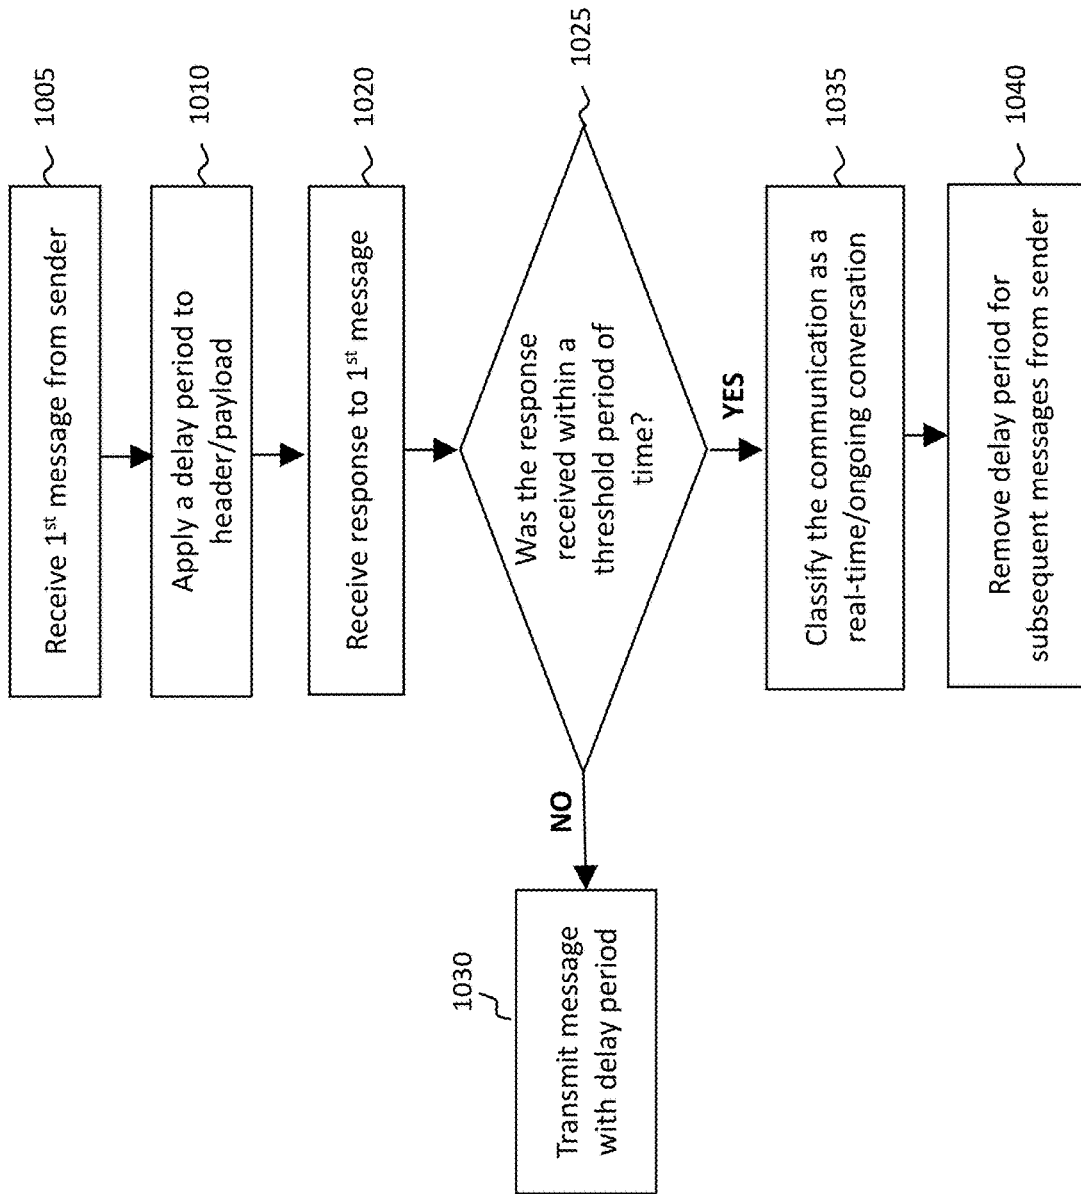 Receive 1st message from sender
1005
Apply a delay period to
header/payload
1010
Receive response to 1st message
1020
Was the response
received within a
threshold period of
time?
1025
NO
YES
Transmit message
with delay period
1030
Classify the communication as a
real-time/ongoing conversation
1035
Remove delay period for
subsequent messages from sender
1040